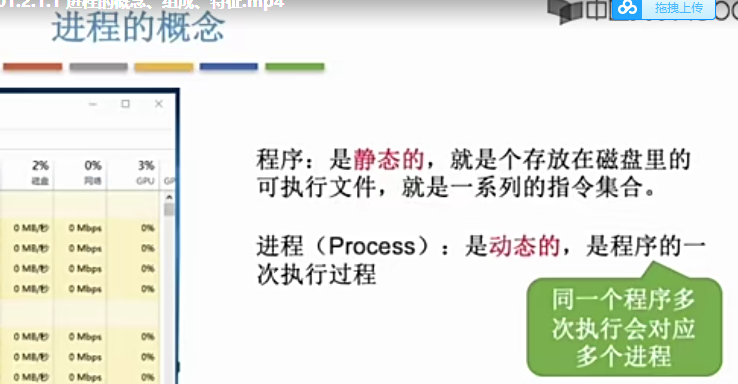 01.2.1.1 进程的概念、组成、特征.mp4
拖拽上传
进程的概念
2% 0% 3%
磁盘 网络 GPU GP
0 MB/秒 0 Mbps 0%
0 MB/秒 0 Mbps 0%
0 MB/秒 0 Mbps 0%
0 MB/秒 0 Mbps 0%
0 MB/秒 0 Mbps 0%
0 MB/秒 0 Mbps 0%
0 MB/秒 0 Mbps 0%
程序：是静态的，就是个存放在磁盘里的
可执行文件，就是一系列的指令集合。
进程（Process）：是动态的，是程序的一
次执行过程
同一个程序多
次执行会对应
多个进程